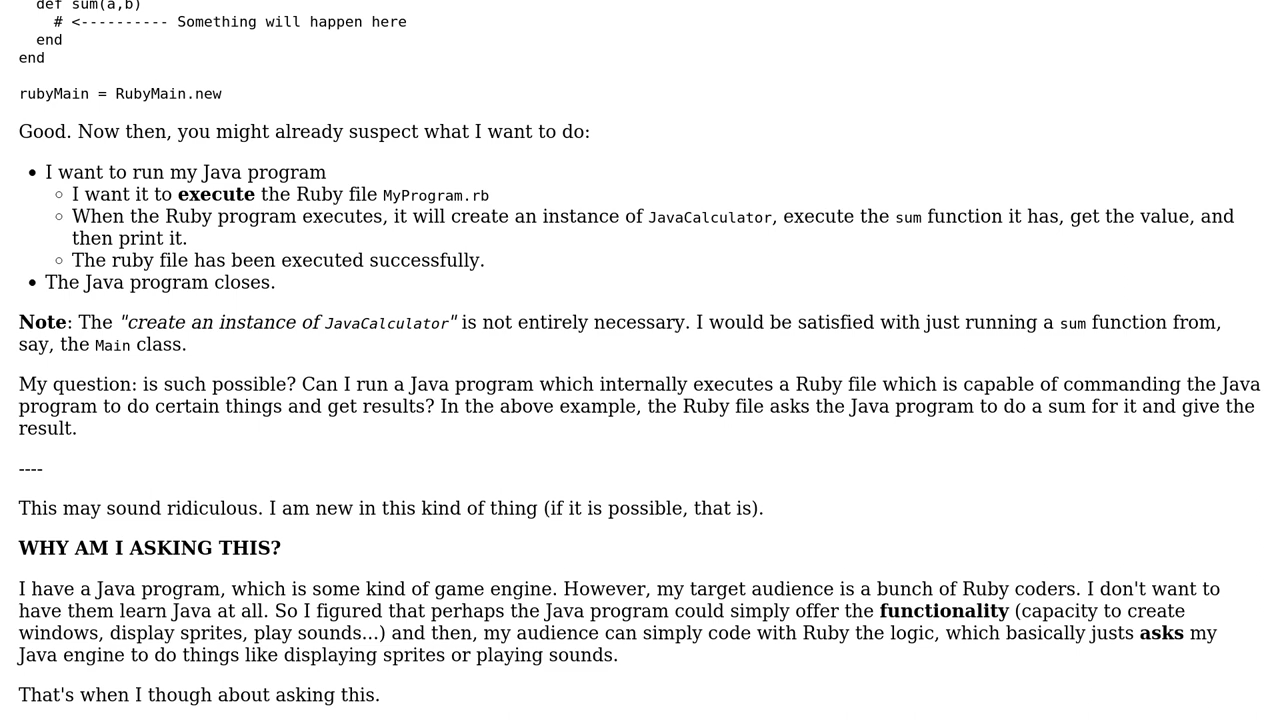 def sum(a,b)
# <---------- Something will happen here
end
end
rubyMain = RubyMain.new
Good. Now then, you might already suspect what I want to do:
• I want to run my Java program
◦ I want it to execute the Ruby file MyProgram.rb
◦ When the Ruby program executes, it will create an instance of JavaCalculator, execute the sum function it has, get the value, and
then print it.
◦ The ruby file has been executed successfully.
• The Java program closes.
Note: The "create an instance of JavaCalculator" is not entirely necessary. I would be satisfied with just running a sum function from,
say, the Main class.
My question: is such possible? Can I run a Java program which internally executes a Ruby file which is capable of commanding the Java
program to do certain things and get results? In the above example, the Ruby file asks the Java program to do a sum for it and give the
result.
----
This may sound ridiculous. I am new in this kind of thing (if it is possible, that is).
WHY AM I ASKING THIS?
I have a Java program, which is some kind of game engine. However, my target audience is a bunch of Ruby coders. I don't want to
have them learn Java at all. So I figured that perhaps the Java program could simply offer the functionality (capacity to create
windows, display sprites, play sounds...) and then, my audience can simply code with Ruby the logic, which basically justs asks my
Java engine to do things like displaying sprites or playing sounds.
That's when I though about asking this.